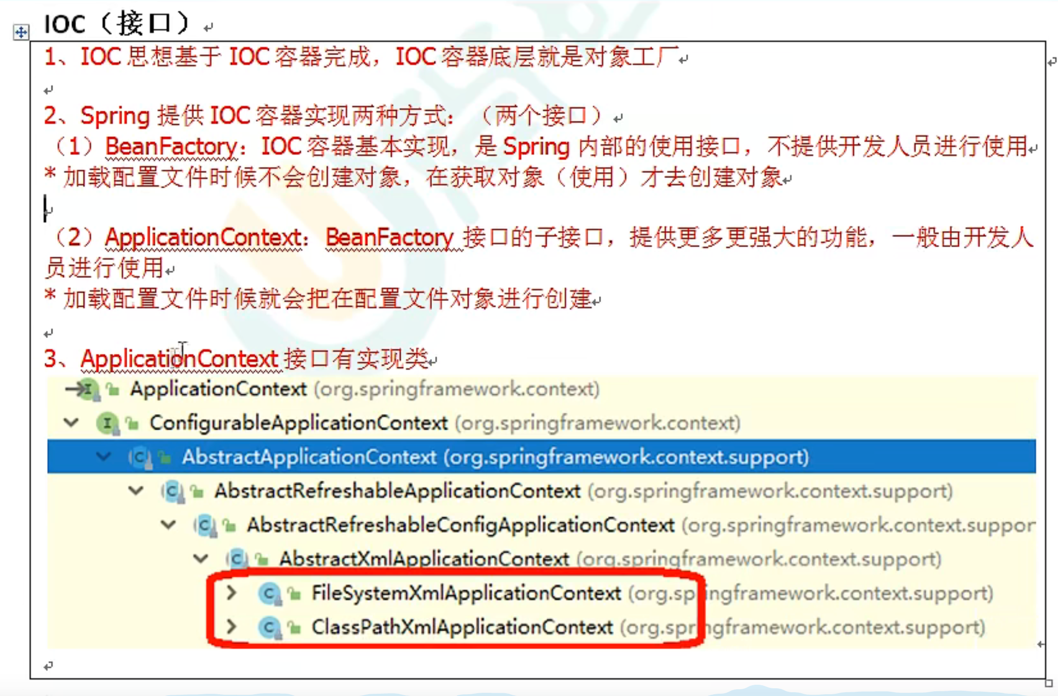 IOC（接口）
1、IOC 思想基于 IOC 容器完成，IOC 容器底层就是对象工厂
2、Spring 提供 IOC 容器实现两种方式：（两个接口）
（1）BeanFactory：IOC 容器基本实现，是 Spring 内部的使用接口，不提供开发人员进行使用
* 加载配置文件时候不会创建对象，在获取对象（使用）才去创建对象
（2）ApplicationContext：BeanFactory 接口的子接口，提供更多更强大的功能，一般由开发人
员进行使用
* 加载配置文件时候就会把在配置文件对象进行创建
3、ApplicationContext 接口有实现类
ApplicationContext (org.springframework.context)
ConfigurableApplicationContext (org.springframework.context)
AbstractApplicationContext (org.springframework.context.support)
AbstractRefreshableApplicationContext (org.springframework.context.support)
AbstractRefreshableConfigApplicationContext (org.springframework.context.suppor
AbstractXmlApplicationContext (org.springframework.context.support)
FileSystemXmlApplicationContext (org.springframework.context.support)
ClassPathXmlApplicationContext (org.springframework.context.support)